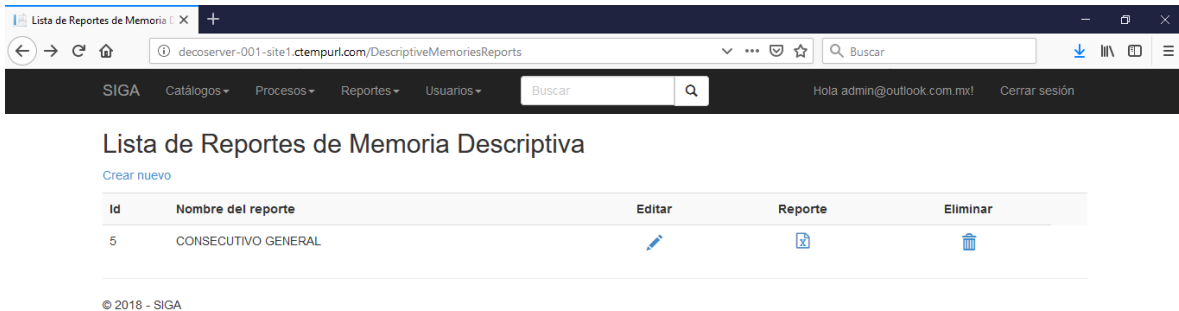 Lista de Reportes de Memoria D
decoserver-001-site1.ctempurl.com/DescriptiveMemoriesReports
Buscar
SIGA Catálogos Procesos Reportes Usuarios Buscar Hola admin@outlook.com.mx! Cerrar sesión
Lista de Reportes de Memoria Descriptiva
Crear nuevo
Id Nombre del reporte Editar Reporte Eliminar
5 CONSECUTIVO GENERAL
© 2018 - SIGA